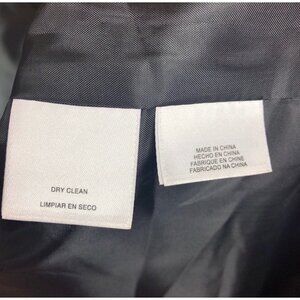 DRY CLEAN
LIMPIAR EN SECO
MADE IN CHINA
HECHO EN CHINA
FABRIQUE EN CHINE
FABRICADO NA CHINA